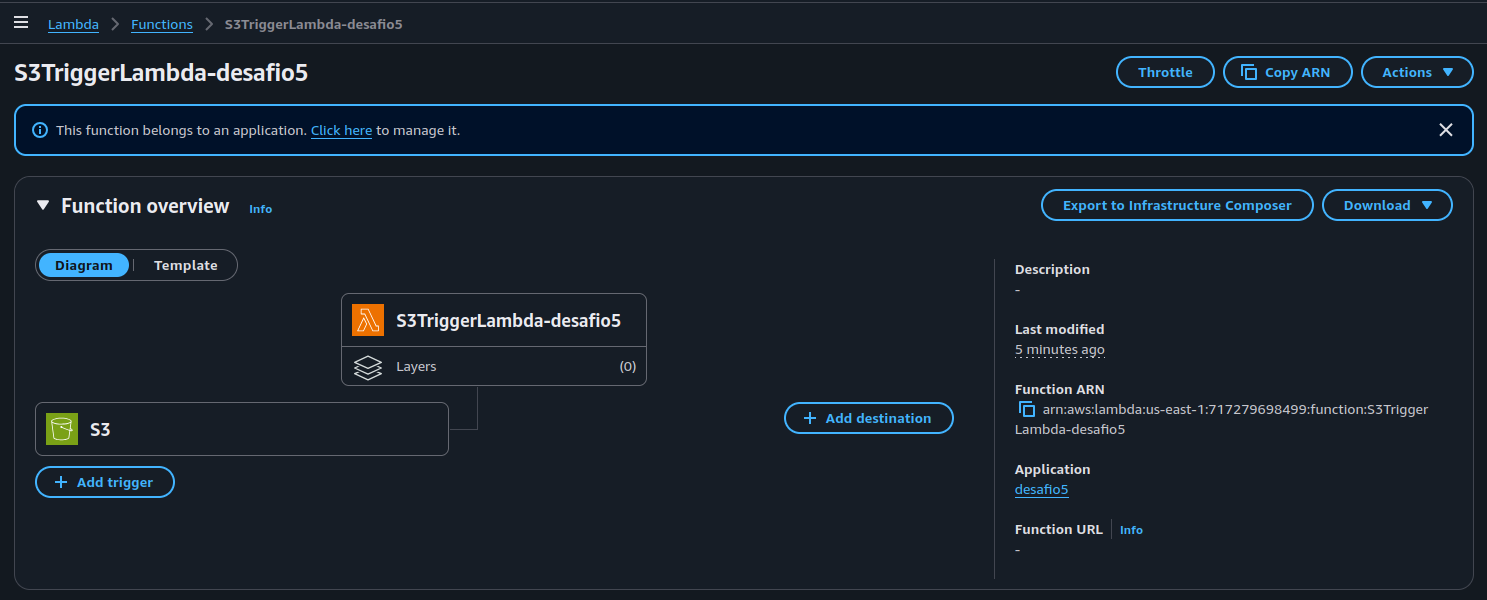 Lambda > Functions > S3TriggerLambda-desafio5
S3TriggerLambda-desafio5
Throttle
Copy ARN
Actions
This function belongs to an application. Click here to manage it.
Function overview Info
Export to Infrastructure Composer
Download
Diagram | Template
S3TriggerLambda-desafio5
Layers (0)
S3
+ Add trigger
+ Add destination
Description
-
Last modified
5 minutes ago
Function ARN
arn:aws:lambda:us-east-1:717279698499:function:S3Trigger
Lambda-desafio5
Application
desafio5
Function URL | Info
-